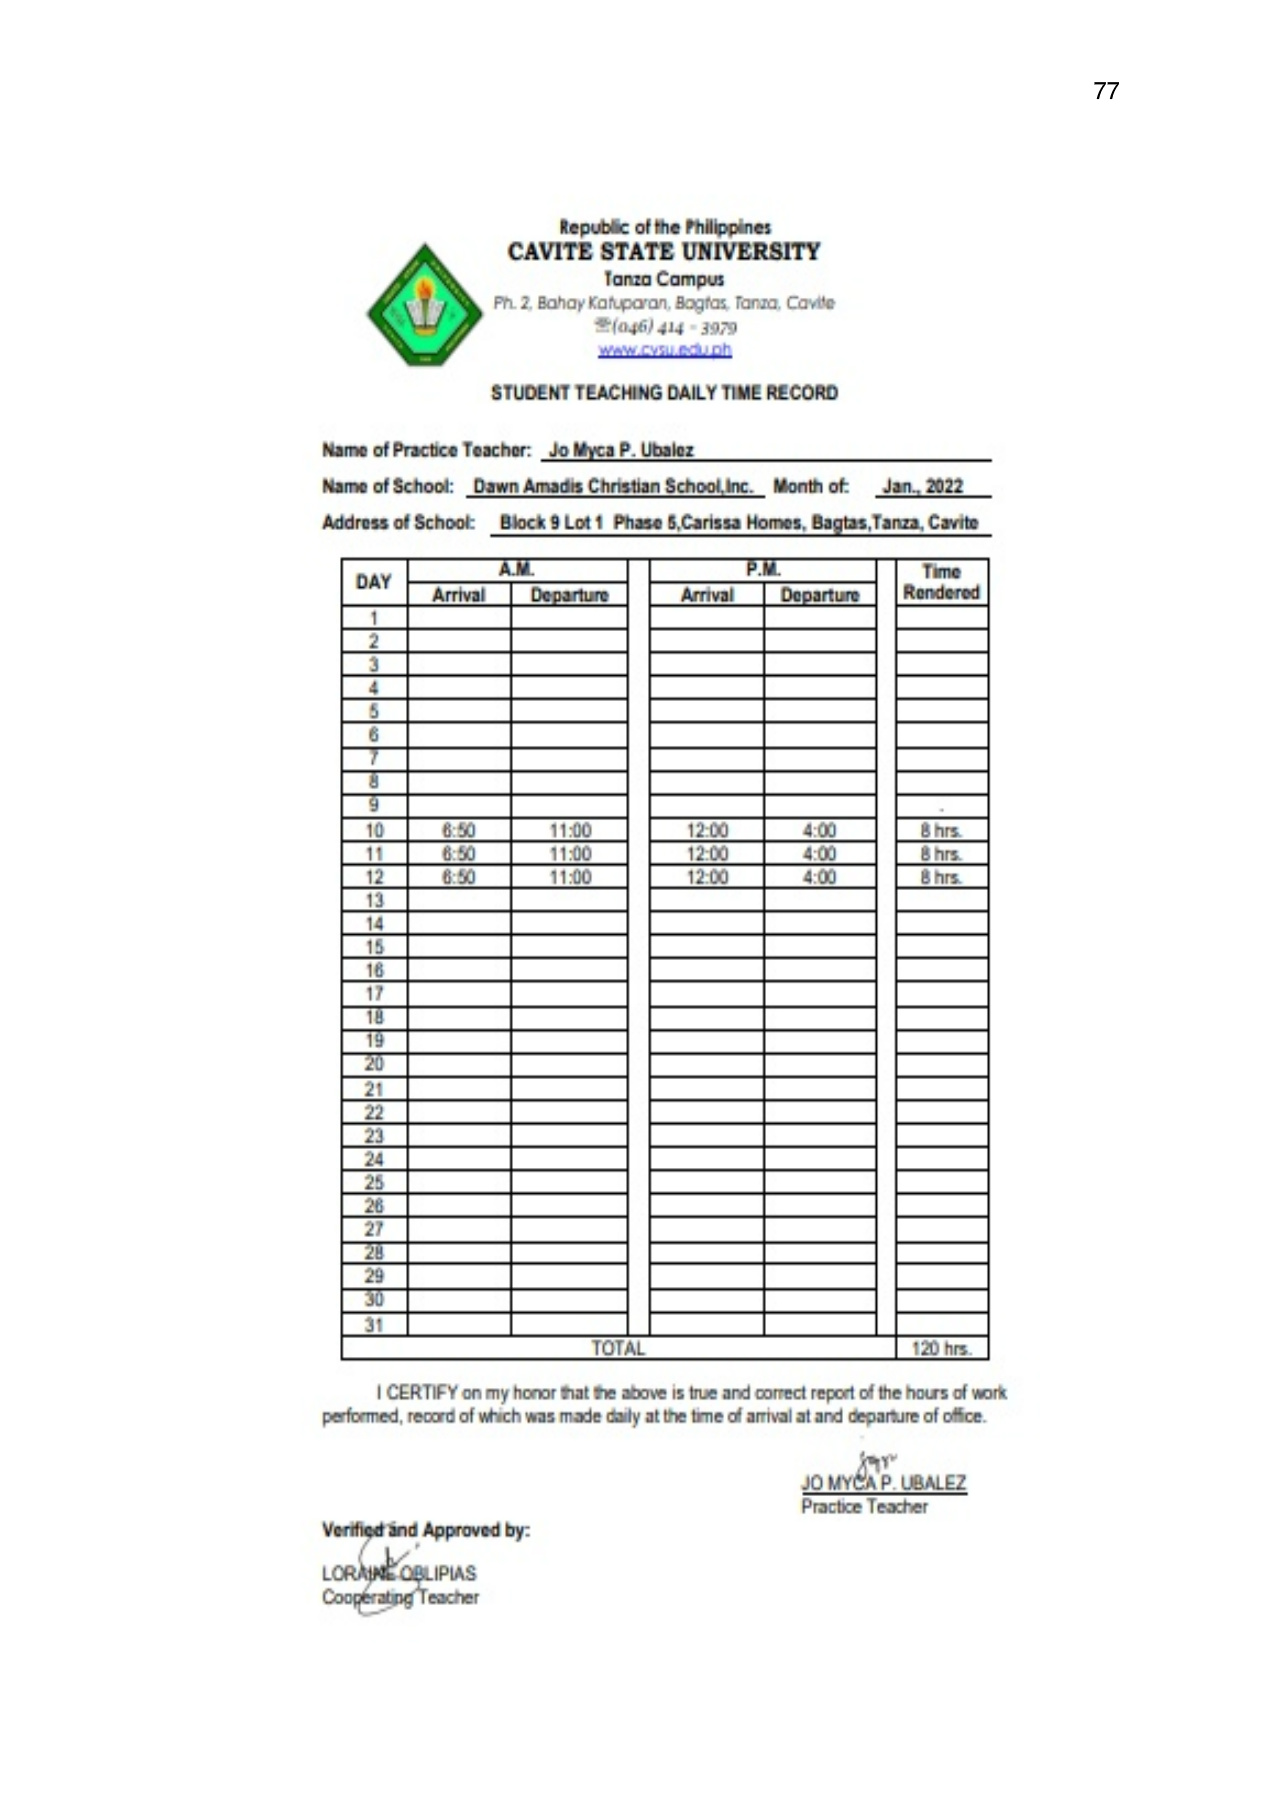 77
Republic of the Philippines
CAVITE STATE UNIVERSITY
Tanza Campus
Ph. 2, Bahay Katuparan, Bagtas, Tanza, Cavite
☏(046) 414 - 3979
www.cvsu.edu.ph
STUDENT TEACHING DAILY TIME RECORD
Name of Practice Teacher: Jo Myca P. Ubalez
Name of School: Dawn Amadis Christian School,Inc. Month of: Jan., 2022
Address of School: Block 9 Lot 1 Phase 5,Carissa Homes, Bagtas,Tanza, Cavite
DAY A.M. P.M. Time Rendered
Arrival Departure Arrival Departure
1
2
3
4
5
6
7
8
9
10 6:50 11:00 12:00 4:00 8 hrs.
11 6:50 11:00 12:00 4:00 8 hrs.
12 6:50 11:00 12:00 4:00 8 hrs.
13
14
15
16
17
18
19
20
21
22
23
24
25
26
27
28
29
30
31
TOTAL 120 hrs.
I CERTIFY on my honor that the above is true and correct report of the hours of work
performed, record of which was made daily at the time of arrival at and departure of office.
JO MYCA P. UBALEZ
Practice Teacher
Verified and Approved by:
LORAINE OBLIPIAS
Cooperating Teacher